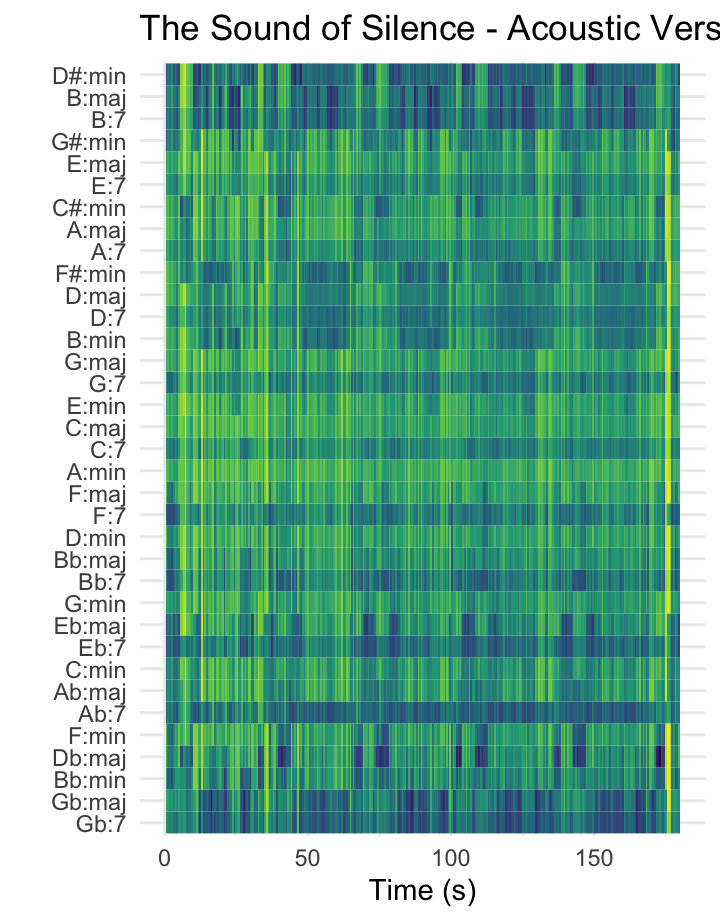 The Sound of Silence - Acoustic Vers
D#:min
B:maj
B:7
G#:min
E:maj
E:7
C#:min
A:maj
A:7
F#:min
D:maj
D:7
B:min
G:maj
G:7
E:min
C:maj
C:7
A:min
F:maj
F:7
D:min
Bb:maj
Bb:7
G:min
Eb:maj
Eb:7
C:min
Ab:maj
Ab:7
F:min
Db:maj
Bb:min
Gb:maj
Gb:7
0 50 100 150
Time (s)